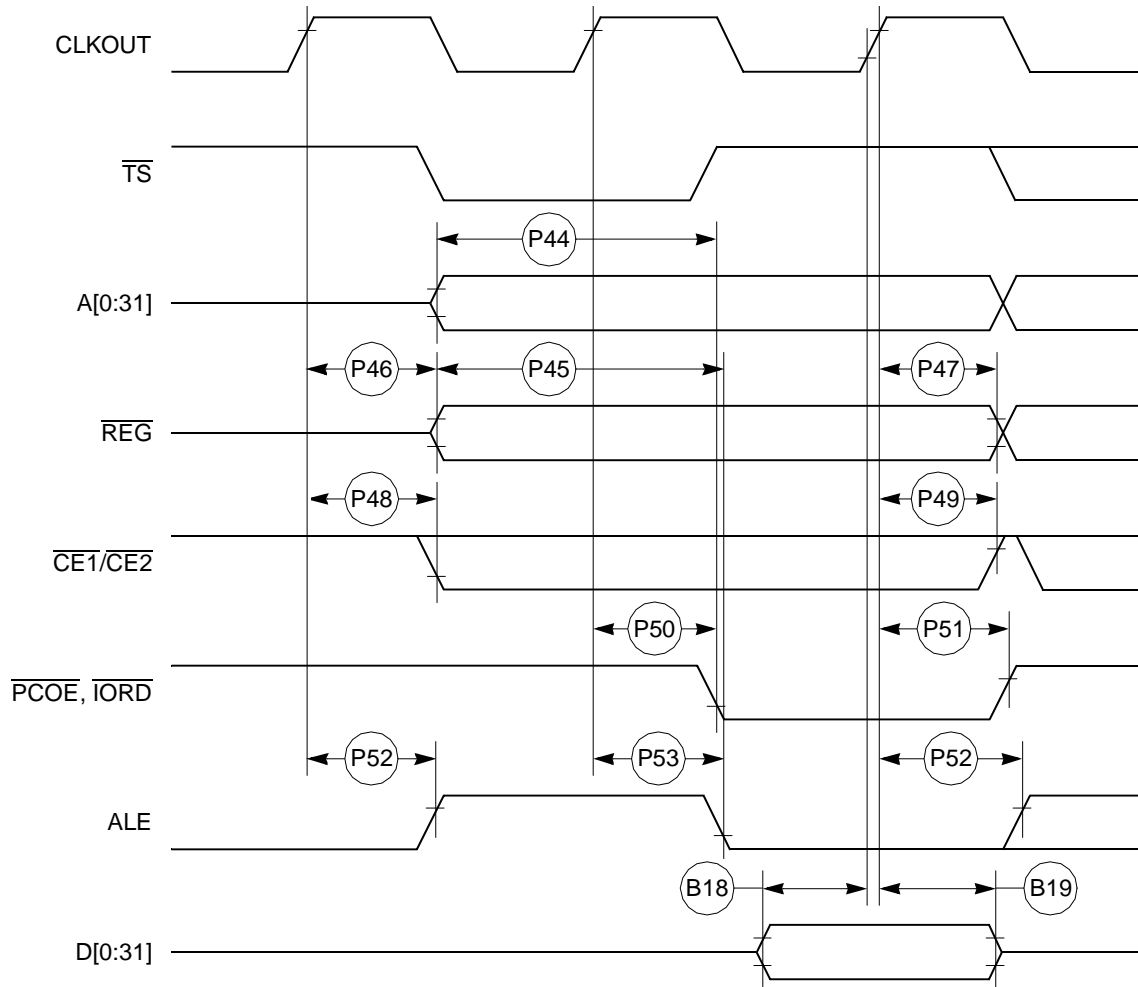 CLKOUT
TS
P44
A[0:31]
P46 P45 P47
REG
P48 P49
CE1/CE2
P50 P51
PCOE, IORD
P52 P53 P52
ALE
B18 B19
D[0:31]